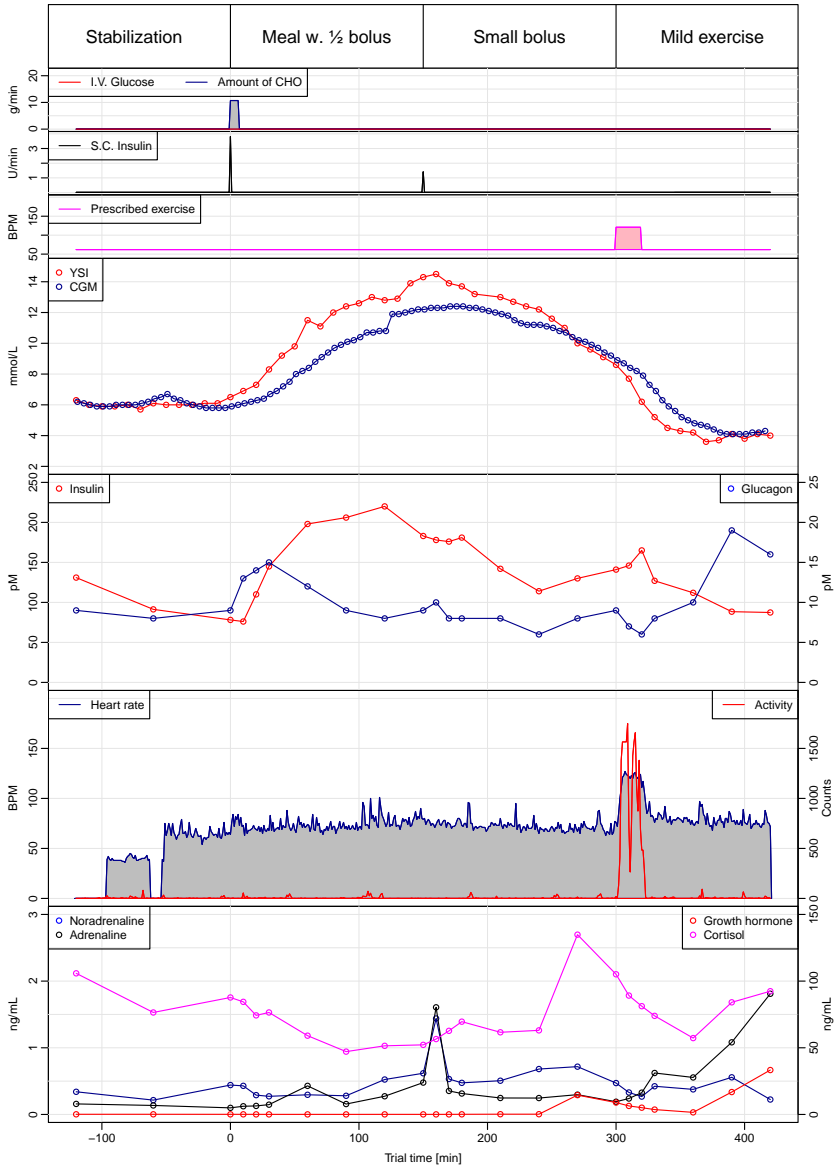 Stabilization Meal w. ½ bolus Small bolus Mild exercise
I.V. Glucose Amount of CHO
g/min
20
10
0
S.C. Insulin
U/min
3
1
Prescribed exercise
BPM
150
50
YSI
CGM
mmol/L
14
12
10
8
6
4
2
Insulin Glucagon
pM
250
200
150
100
50
0
25
20
15
10
5
0
pM
Heart rate Activity
BPM
150
100
50
0
1500
1000
500
0
Counts
Noradrenaline Growth hormone
Adrenaline Cortisol
ng/mL
3
2
1
0
150
100
50
0
ng/mL
−100 0 100 200 300 400
Trial time [min]